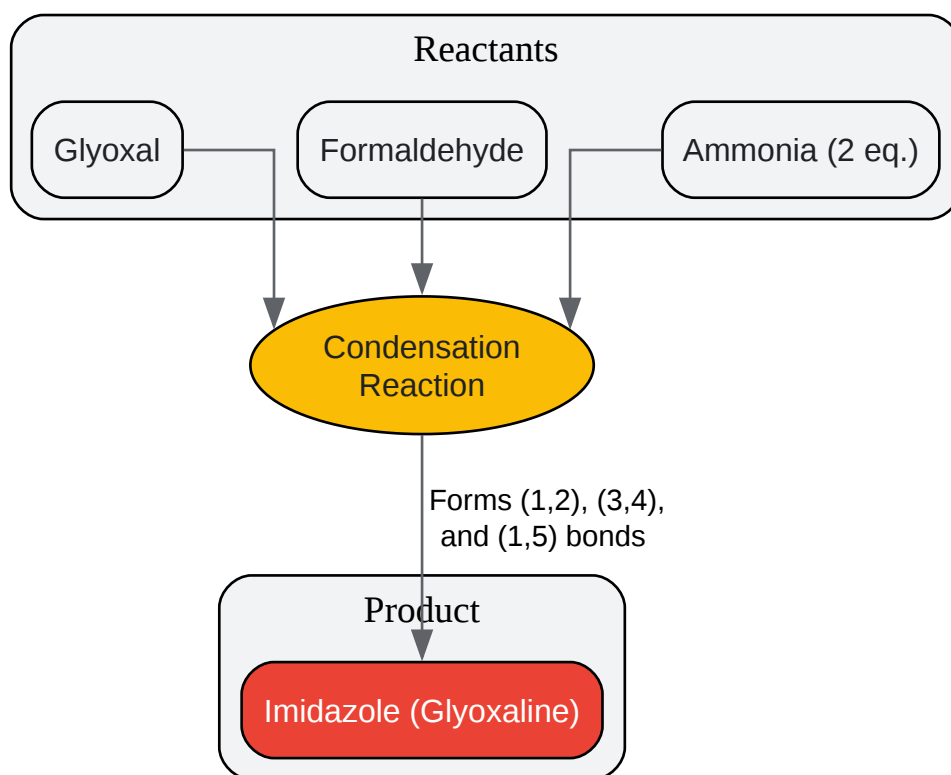 Reactants
Glyoxal
Formaldehyde
Ammonia (2 eq.)
Condensation
Reaction
Forms (1,2), (3,4),
and (1,5) bonds
Product
Imidazole (Glyoxaline)